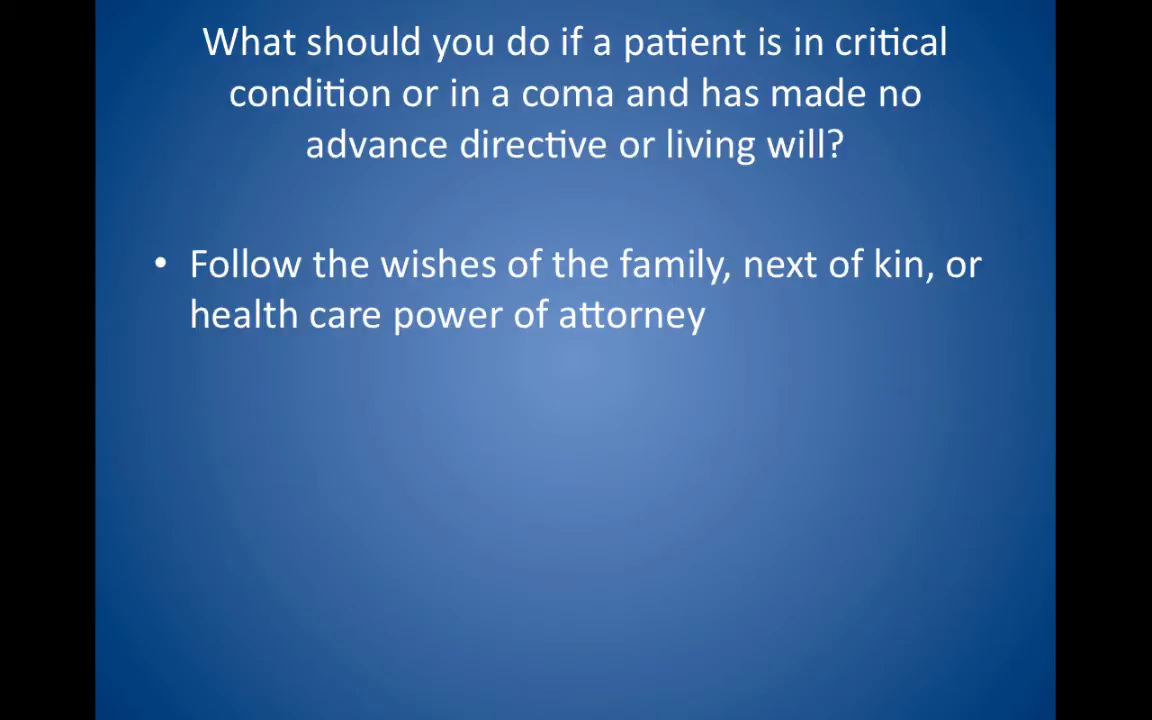 What should you do if a patient is in critical
condition or in a coma and has made no
advance directive or living will?
• Follow the wishes of the family, next of kin, or
health care power of attorney